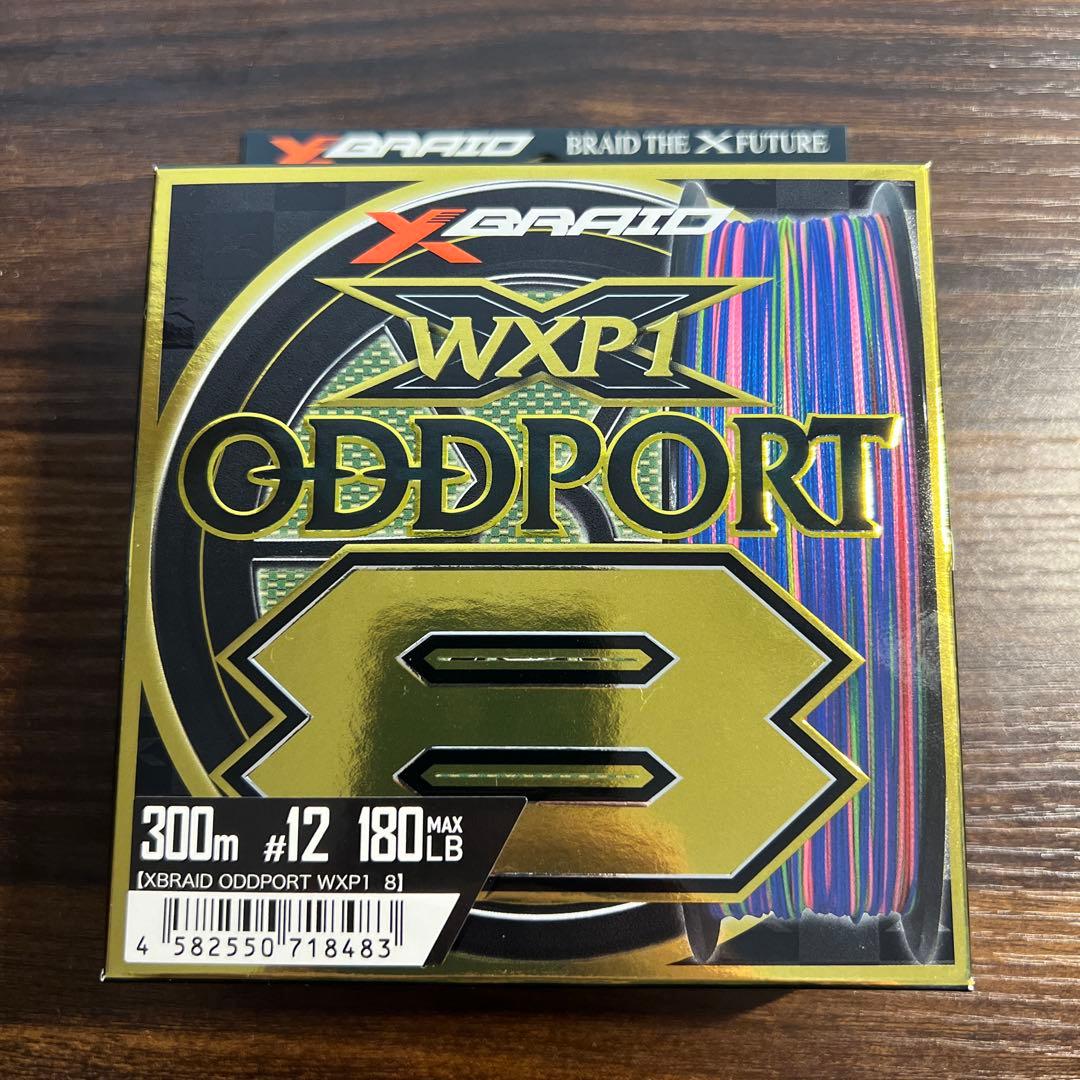 X-BRAID BRAID THE X FUTURE
XBRAID
WXP1
ODDPORT
8
300m #12 180 MAX LB
【XBRAID ODDPORT WXP1 8】
4 582550 718483